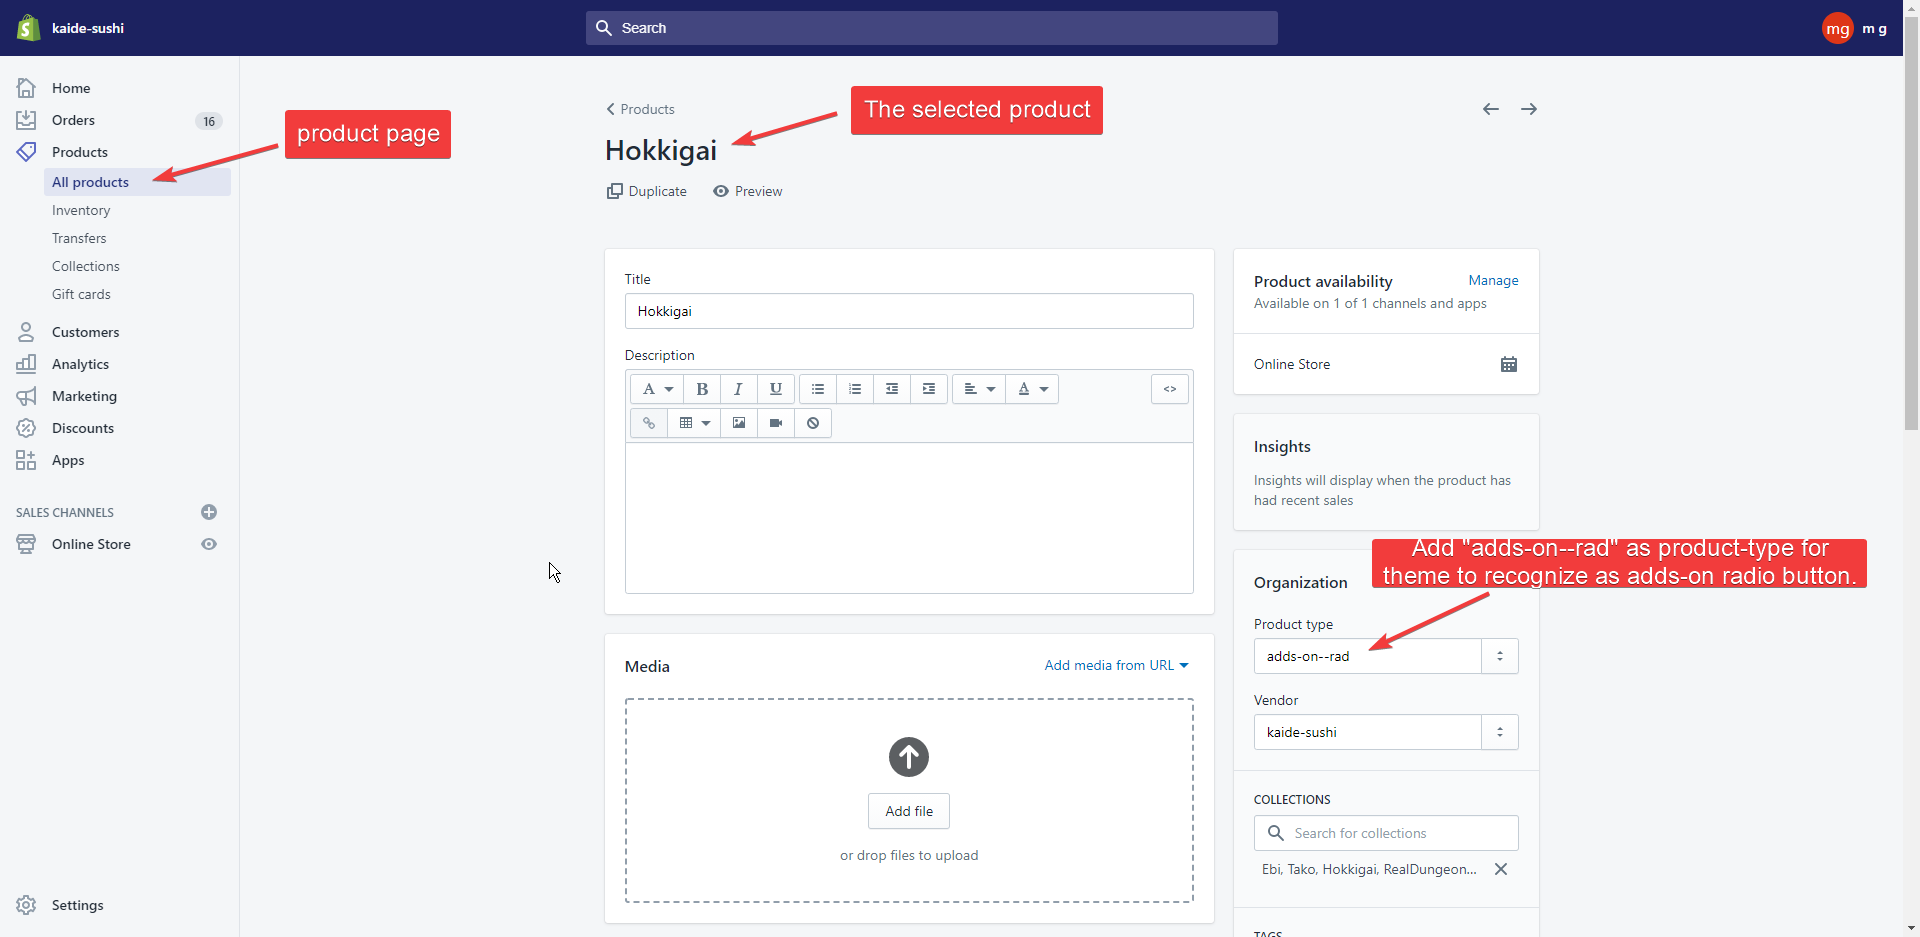 kaide-sushi
Search
mg
m g
Home
Orders
16
Products
All products
Inventory
Transfers
Collections
Gift cards
Customers
Analytics
Marketing
Discounts
Apps
SALES CHANNELS
Online Store
Settings
product page
Products
The selected product
Hokkigai
Duplicate
Preview
Title
Hokkigai
Description
A
B
I
U
A
<>
Media
Add media from URL
Add file
or drop files to upload
Product availability
Manage
Available on 1 of 1 channels and apps
Online Store
Insights
Insights will display when the product has
had recent sales
Add "adds-on--rad" as product-type for
theme to recognize as adds-on radio button.
Organization
Product type
adds-on--rad
Vendor
kaide-sushi
COLLECTIONS
Search for collections
Ebi, Tako, Hokkigai, RealDungeon...
TAGS